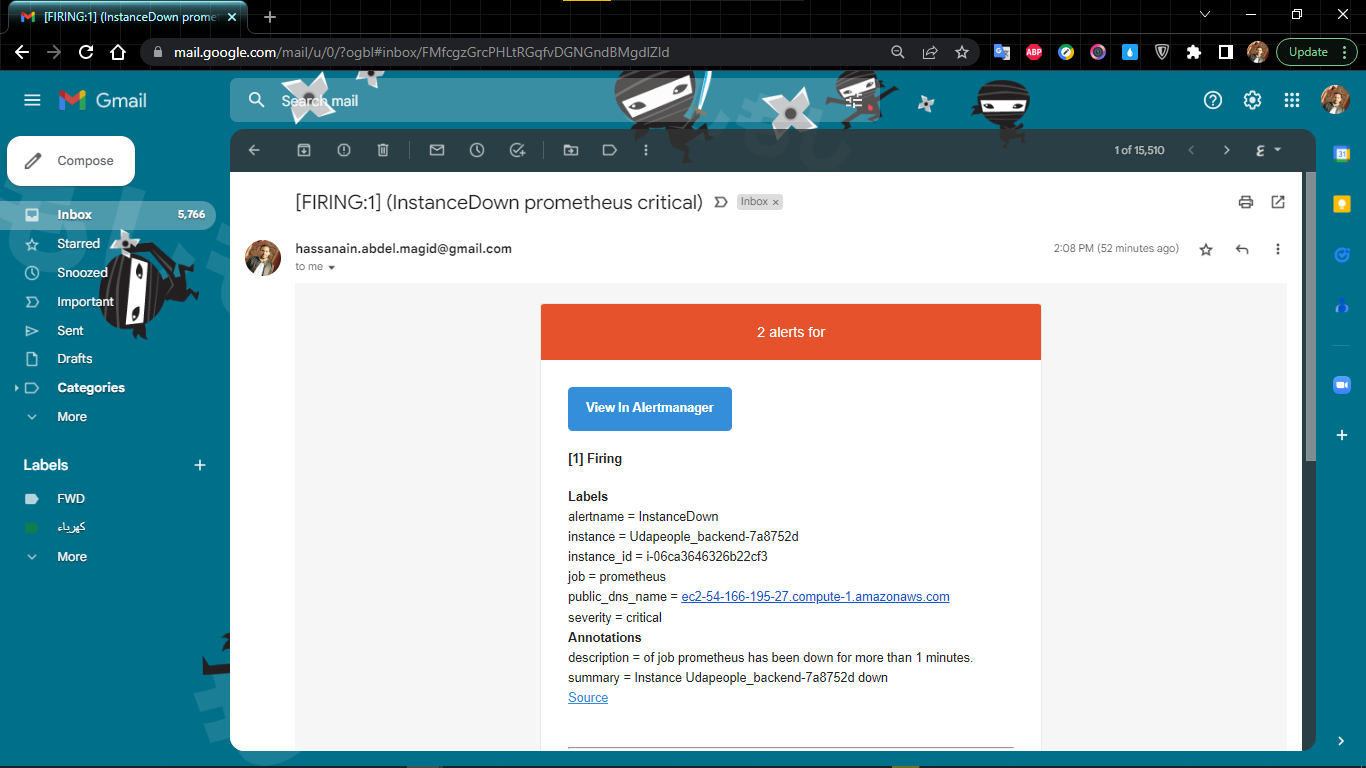 [FIRING:1] (InstanceDown prome
mail.google.com/mail/u/0/?ogbl#inbox/FMfcgzGrcPHLtRGqfvDGNGndBMgdlZld
ABP
Update
Gmail
Search mail
Compose
1 of 15,510
31
Inbox
5,766
Starred
Snoozed
Important
Sent
Drafts
Categories
More
Labels
FWD
كهرباء
More
[FIRING:1] (InstanceDown prometheus critical)
Inbox
hassanain.abdel.magid@gmail.com
2:08 PM (52 minutes ago)
to me
2 alerts for
View In Alertmanager
[1] Firing
Labels
alertname = InstanceDown
instance = Udapeople_backend-7a8752d
instance_id = i-06ca3646326b22cf3
job = prometheus
public_dns_name = ec2-54-166-195-27.compute-1.amazonaws.com
severity = critical
Annotations
description = of job prometheus has been down for more than 1 minutes.
summary = Instance Udapeople_backend-7a8752d down
Source